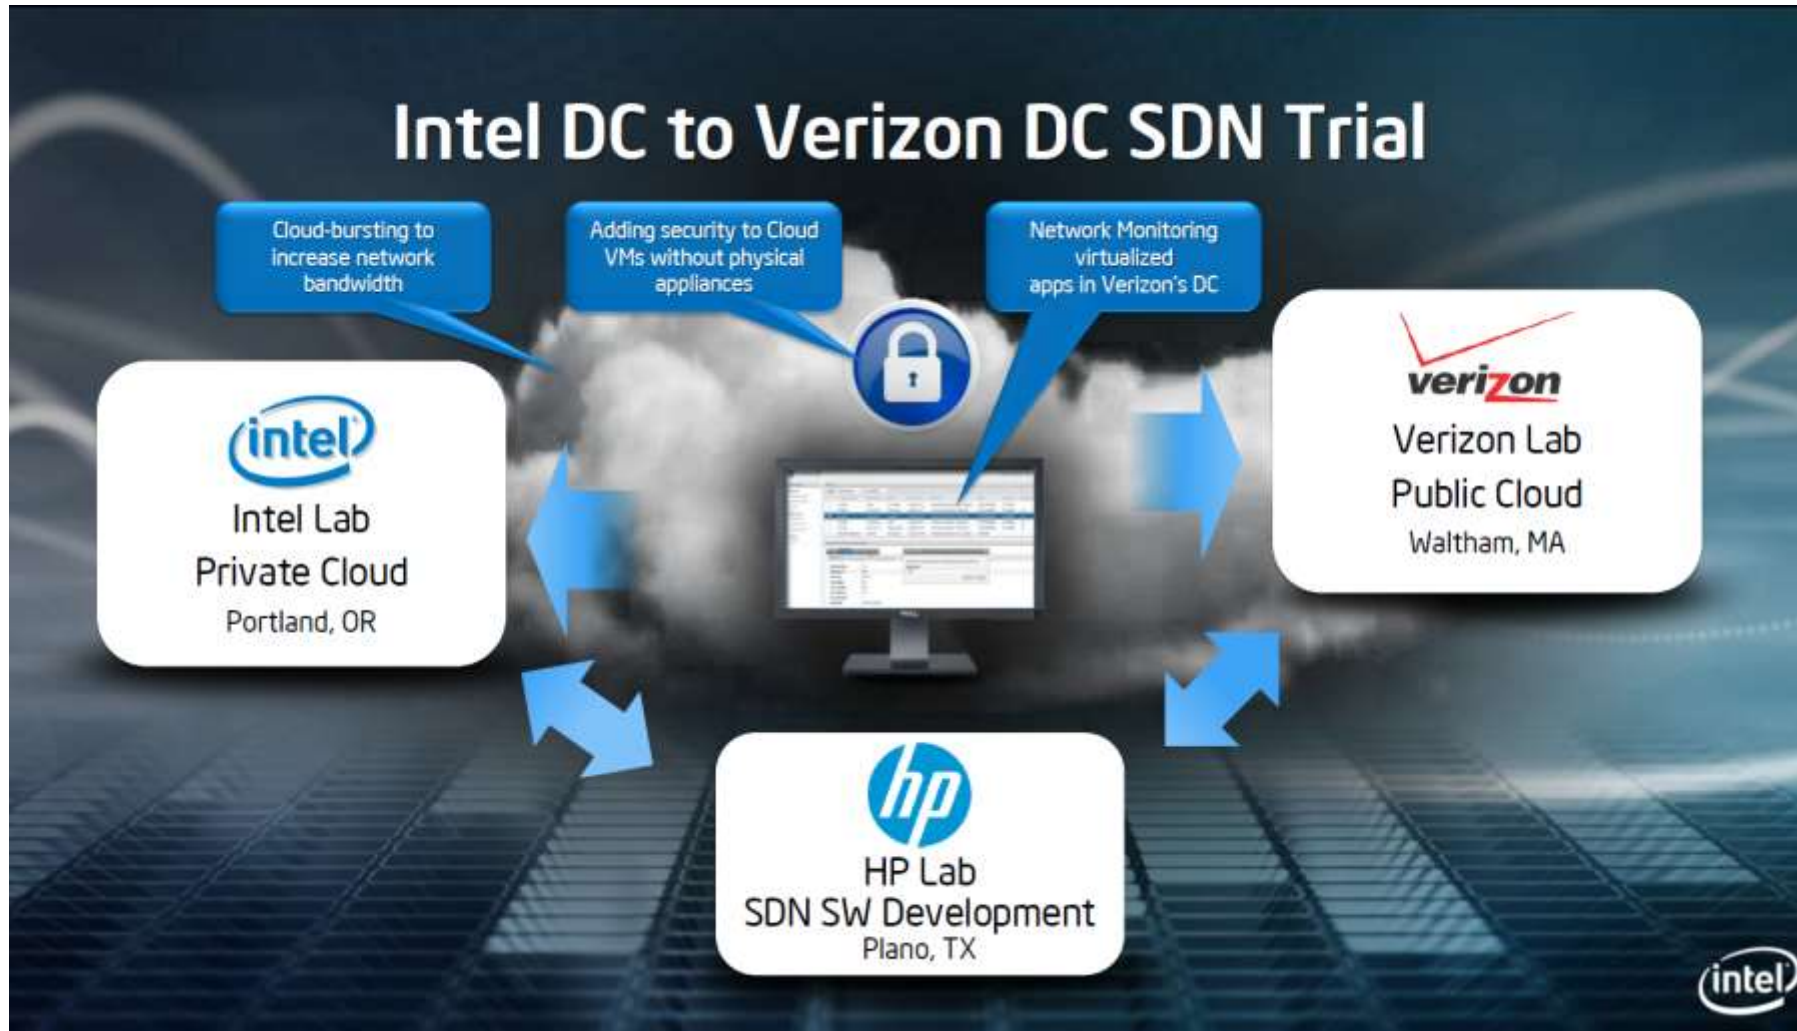 Intel DC to Verizon DC SDN Trial
Cloud-bursting to
increase network
bandwidth
Adding security to Cloud
VMs without physical
appliances
Network Monitoring
virtualized
apps in Verizon's DC
intel
Intel Lab
Private Cloud
Portland, OR
verizon
Verizon Lab
Public Cloud
Waltham, MA
hp
HP Lab
SDN SW Development
Plano, TX
intel